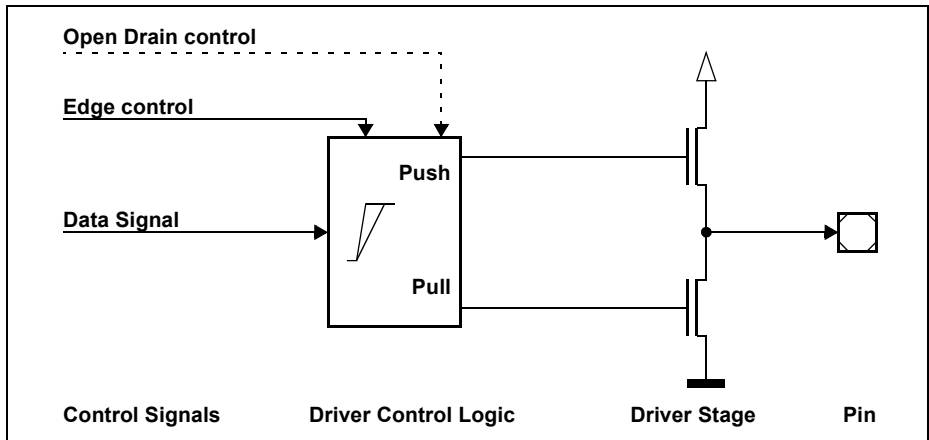 Open Drain control
Edge control
Push
Data Signal
Pull
Control Signals
Driver Control Logic
Driver Stage
Pin